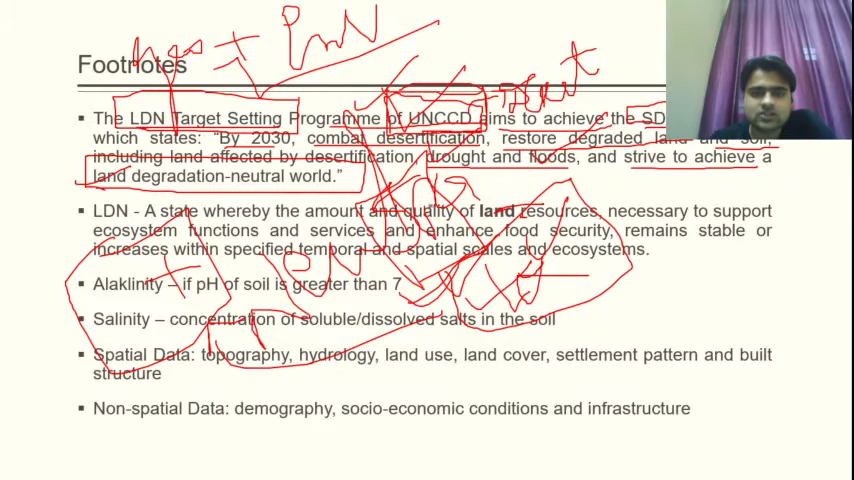 Footnotes
▪ The LDN Target Setting Programme of UNCCD aims to achieve the SD
which states: “By 2030, combat desertification, restore degraded land and soil,
including land affected by desertification, drought and floods, and strive to achieve a
land degradation-neutral world.”
▪ LDN - A state whereby the amount and quality of land resources, necessary to support
ecosystem functions and services and enhance food security, remains stable or
increases within specified temporal and spatial scales and ecosystems.
▪ Alaklinity – if pH of soil is greater than 7
▪ Salinity – concentration of soluble/dissolved salts in the soil
▪ Spatial Data: topography, hydrology, land use, land cover, settlement pattern and built
structure
▪ Non-spatial Data: demography, socio-economic conditions and infrastructure